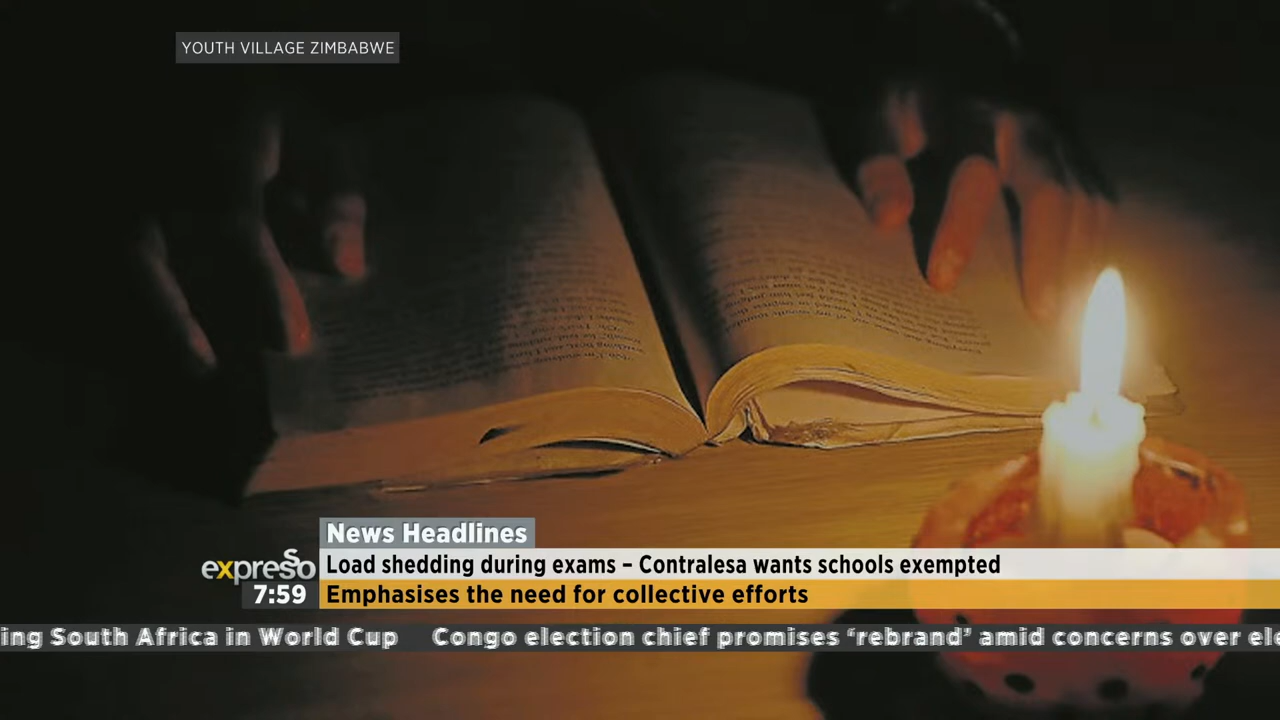 YOUTH VILLAGE ZIMBABWE
News Headlines
expresso
Load shedding during exams – Contralesa wants schools exempted
7:59
Emphasises the need for collective efforts
ing South Africa in World Cup Congo election chief promises ‘rebrand’ amid concerns over ele